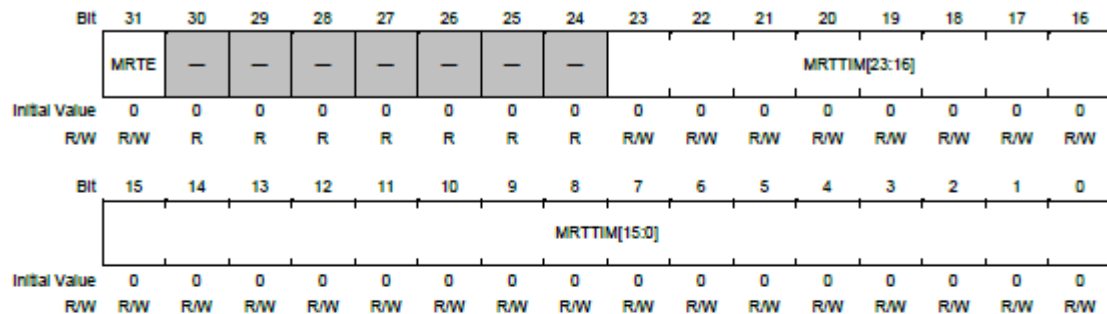 Bit 31 30 29 28 27 26 25 24 23 22 21 20 19 18 17 16
MRTE — — — — — — — MRTTIM[23:16]
Initial Value 0 0 0 0 0 0 0 0 0 0 0 0 0 0 0 0
R/W R/W R R R R R R R R/W R/W R/W R/W R/W R/W R/W R/W
Bit 15 14 13 12 11 10 9 8 7 6 5 4 3 2 1 0
MRTTIM[15:0]
Initial Value 0 0 0 0 0 0 0 0 0 0 0 0 0 0 0 0
R/W R/W R/W R/W R/W R/W R/W R/W R/W R/W R/W R/W R/W R/W R/W R/W R/W